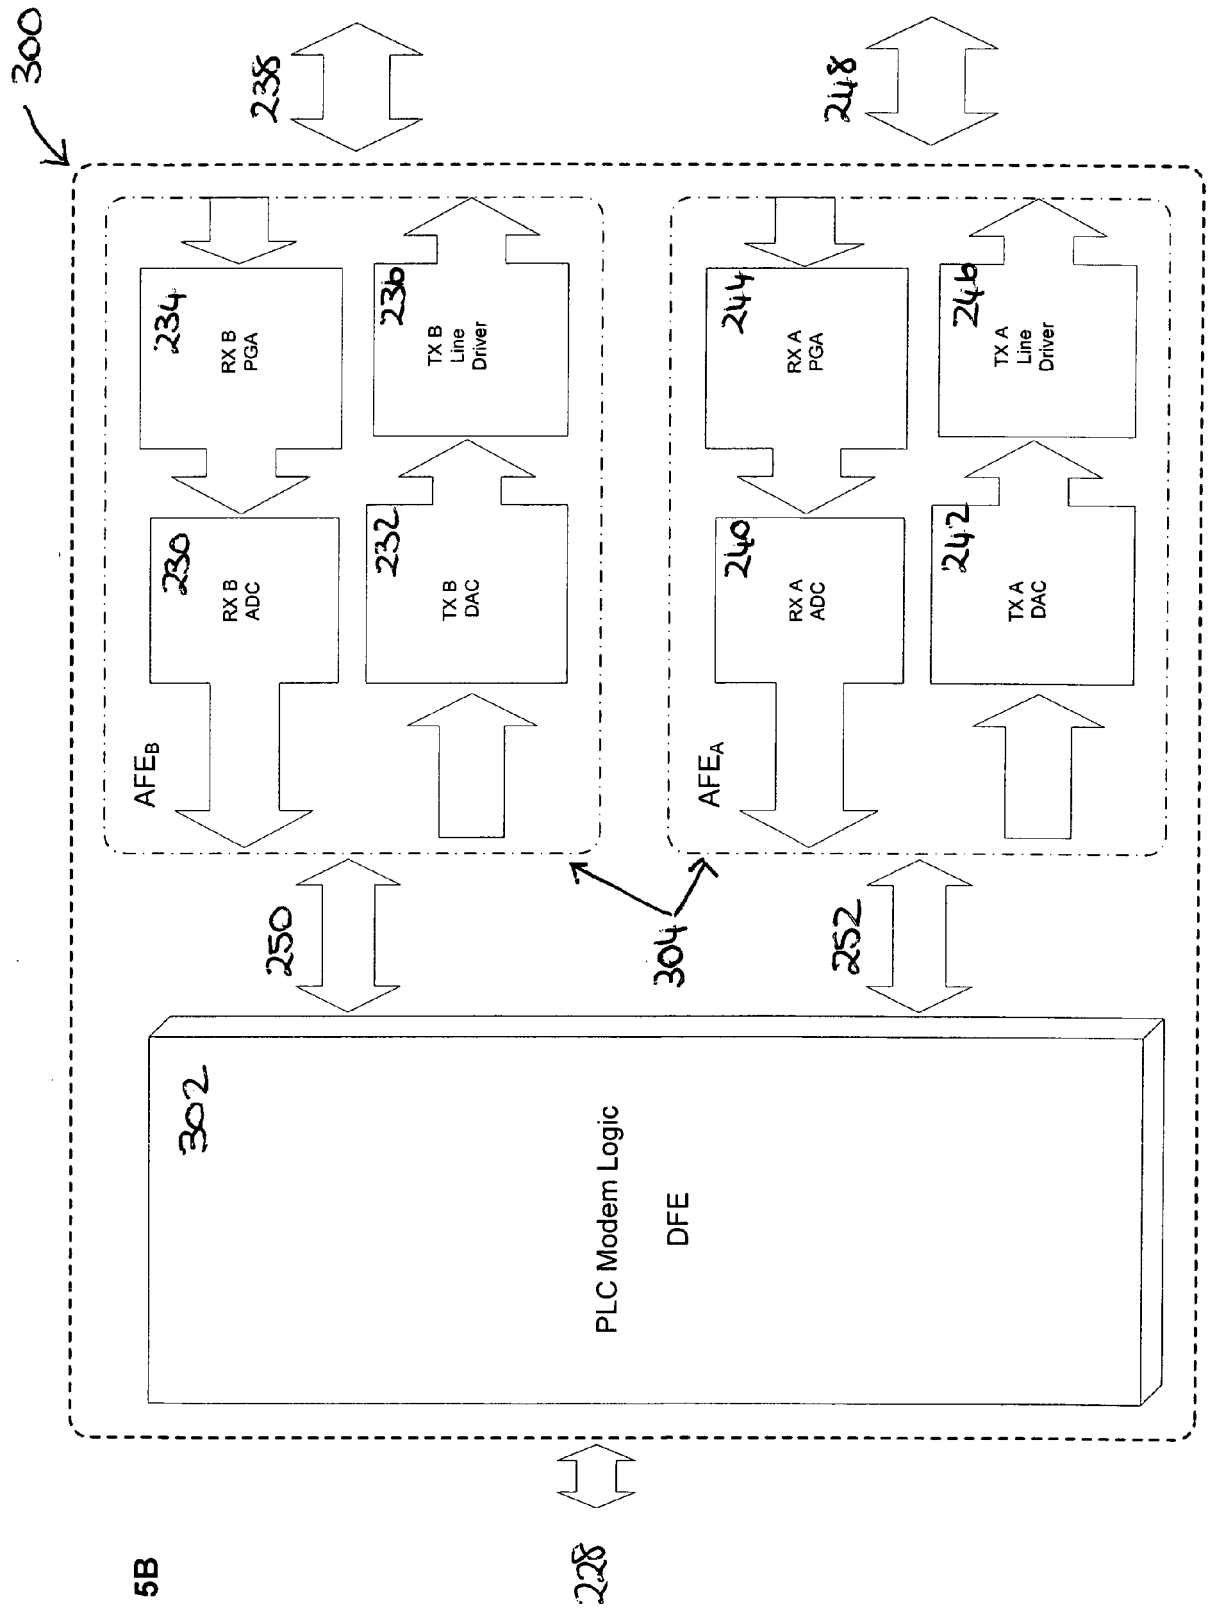 300
238
248
234
RX B
PGA
236
TX B
Line
Driver
244
RX A
PGA
246
TX A
Line
Driver
230
RX B
ADC
232
TX B
DAC
240
RX A
ADC
242
TX A
DAC
AFEB
AFEA
250
304
252
302
PLC Modem Logic
DFE
228
5B